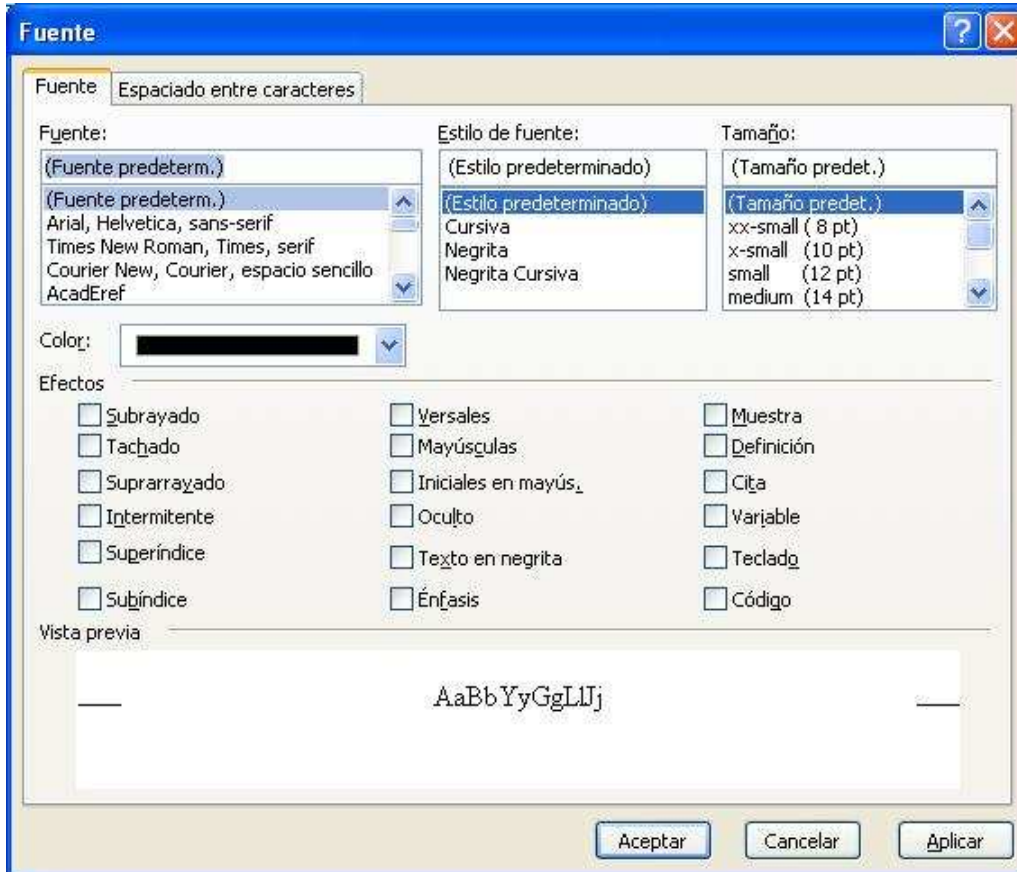 Fuente
Fuente Espaciado entre caracteres
Fuente: Estilo de fuente: Tamaño:
(Fuente predeterm.) (Estilo predeterminado) (Tamaño predet.)
(Fuente predeterm.) (Estilo predeterminado) (Tamaño predet.)
Arial, Helvetica, sans-serif Cursiva xx-small ( 8 pt)
Times New Roman, Times, serif Negrita x-small (10 pt)
Courier New, Courier, espacio sencillo Negrita Cursiva small (12 pt)
AcadEref medium (14 pt)
Color:
Efectos
Subrayado Versales Muestra
Tachado Mayúsculas Definición
Suprarrayado Iniciales en mayús. Cita
Intermitente Oculto Variable
Superíndice Texto en negrita Teclado
Subíndice Énfasis Código
Vista previa
AaBbYyGgLlJj
Aceptar Cancelar Aplicar